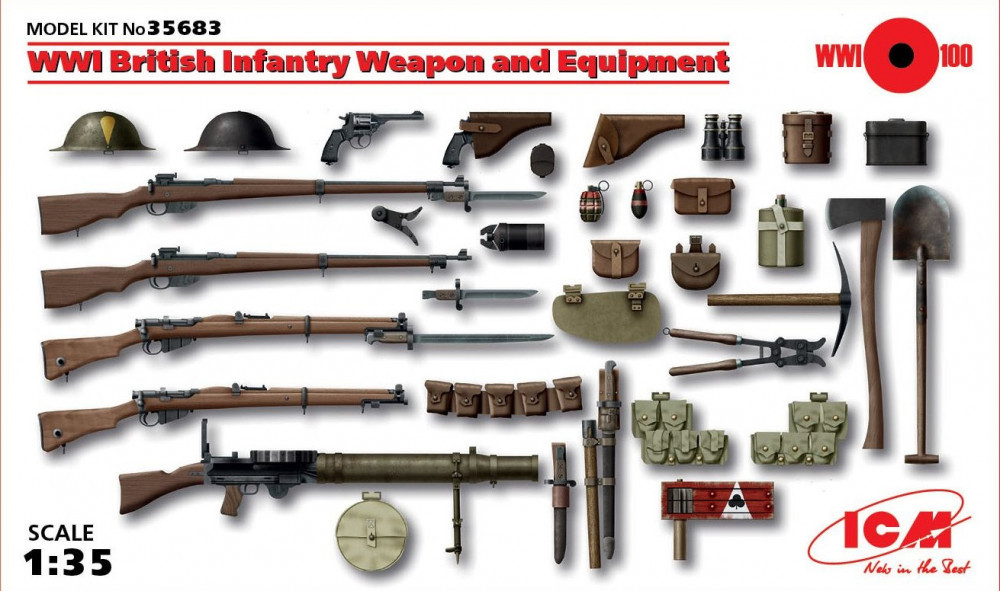 MODEL KIT No35683
WWI British Infantry Weapon and Equipment
WWI 100
SCALE
1:35
ICM
New in the Best